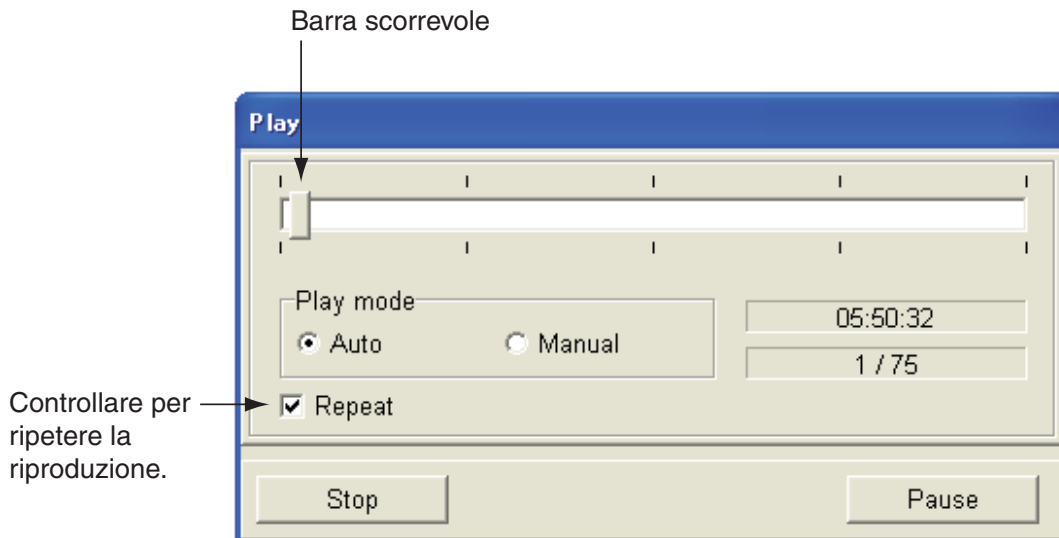 Barra scorrevole
Play
Play mode
Auto
Manual
05:50:32
1 / 75
Controllare per
ripetere la
riproduzione.
Repeat
Stop
Pause